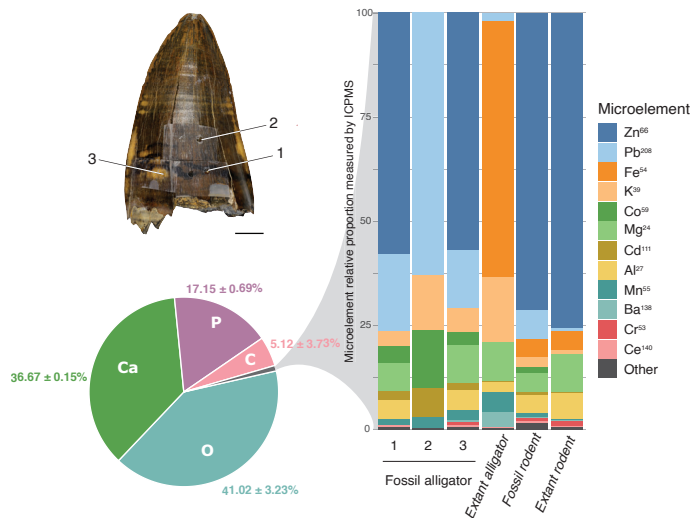 2
1
3
17.15 ± 0.69%
P
5.12 ± 3.73%
C
Ca
36.67 ± 0.15%
O
41.02 ± 3.23%
Microelement relative proportion measured by ICPMS
100
75
50
25
0
1 2 3
Fossil alligator
Extant alligator
Fossil rodent
Extant rodent
Microelement
Zn⁶⁶
Pb²⁰⁸
Fe⁵⁴
K³⁹
Co⁵⁹
Mg²⁴
Cd¹¹¹
Al²⁷
Mn⁵⁵
Ba¹³⁸
Cr⁵³
Ce¹⁴⁰
Other